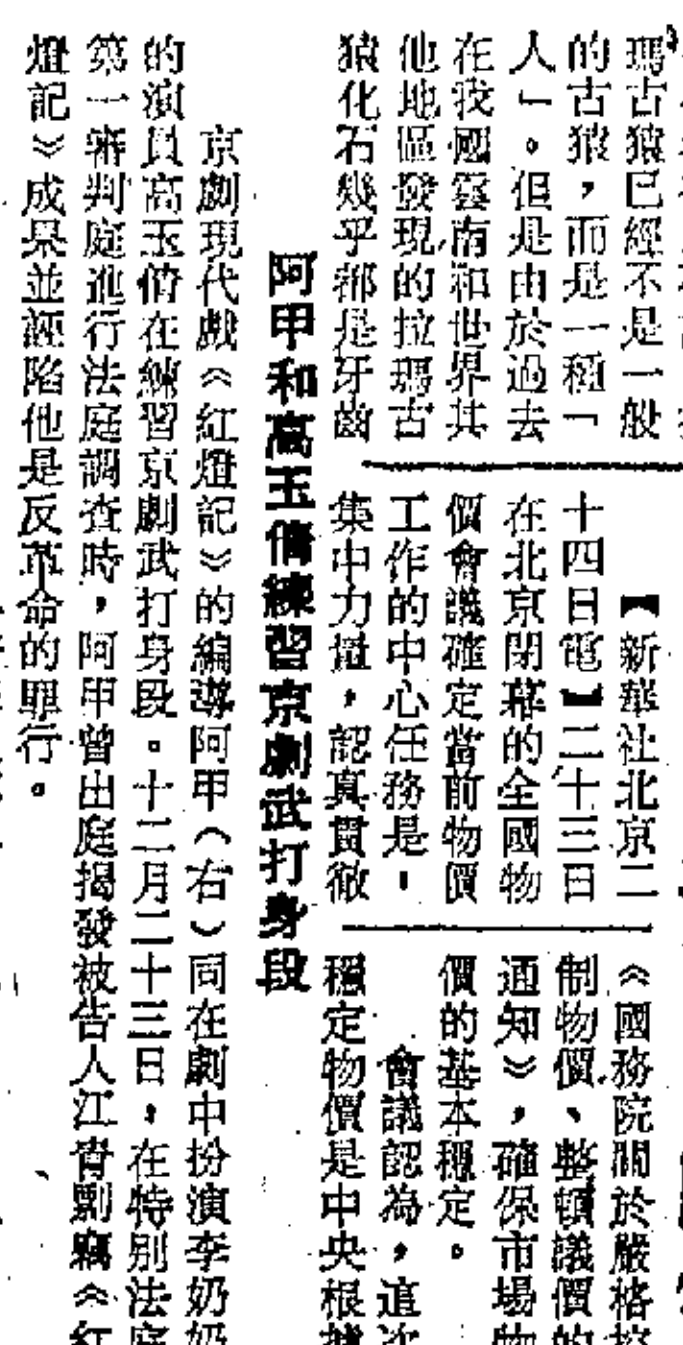 瑪古猿已經不是一般
的古猿，而是一種「
人」。但是由於過去
在我國雲南和世界其
他地區發現的拉瑪古
猿化石幾乎都是牙齒
【新華社北京二
十四日電】二十三日
在北京閉幕的全國物
價會議確定當前物價
工作的中心任務是，
集中力量，認真貫徹
《國務院關於嚴格控
制物價、整頓議價的
通知》，確保市場物
價的基本穩定。
會議認為，這次
穩定物價是中央根據
阿甲和高玉倩練習京劇武打身段
京劇現代戲《紅燈記》的編導阿甲（右）同在劇中扮演李奶奶
的演員高玉倩在練習京劇武打身段。十二月二十三日，在特別法庭
第一審判庭進行法庭調查時，阿甲曾出庭揭發被告人江青剽竊《紅
燈記》成果並誣陷他是反革命的罪行。